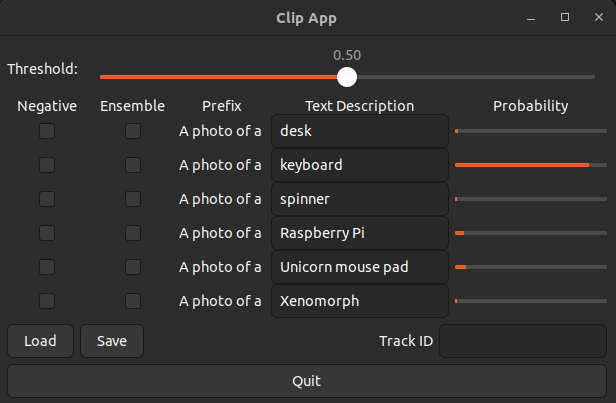 Clip App
0.50
Threshold:
Negative Ensemble Prefix Text Description Probability
A photo of a desk
A photo of a keyboard
A photo of a spinner
A photo of a Raspberry Pi
A photo of a Unicorn mouse pad
A photo of a Xenomorph
Load Save Track ID
Quit